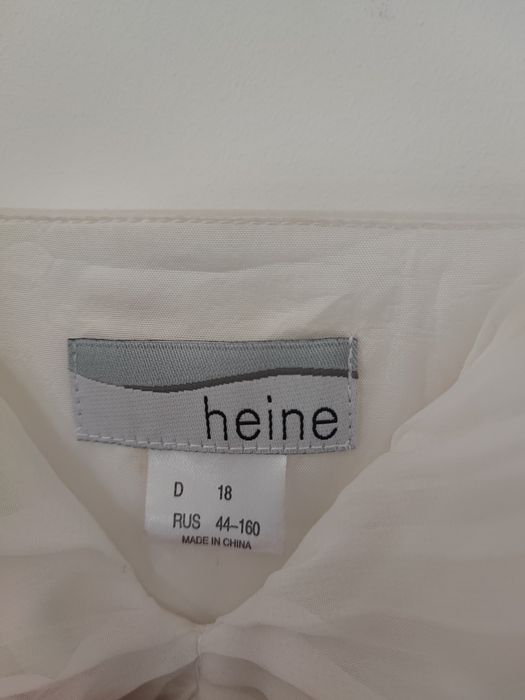 heine
D 18
RUS 44-160
MADE IN CHINA